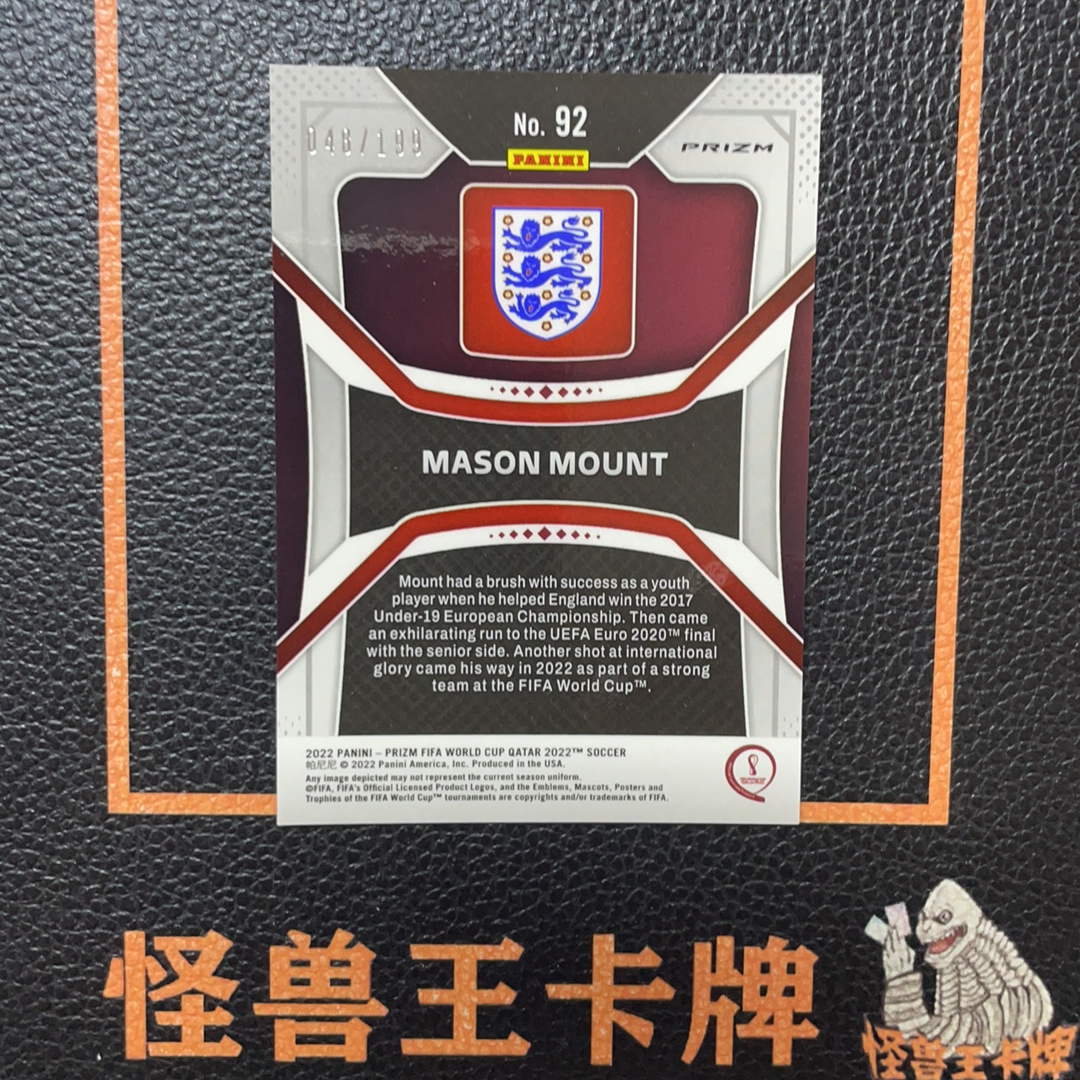 No. 92
048/199
PANINI
PRIZM
MASON MOUNT
Mount had a brush with success as a youth
player when he helped England win the 2017
Under-19 European Championship. Then came
an exhilarating run to the UEFA Euro 2020™ final
with the senior side. Another shot at international
glory came his way in 2022 as part of a strong
team at the FIFA World Cup™.
2022 PANINI – PRIZM FIFA WORLD CUP QATAR 2022™ SOCCER
帕尼尼 © 2022 Panini America, Inc. Produced in the USA.
Any image depicted may not represent the current season uniform.
©FIFA, FIFA's Official Licensed Product Logos, and the Emblems, Mascots, Posters and
Trophies of the FIFA World Cup™ tournaments are copyrights and/or trademarks of FIFA.
怪兽王卡牌
怪兽王卡牌